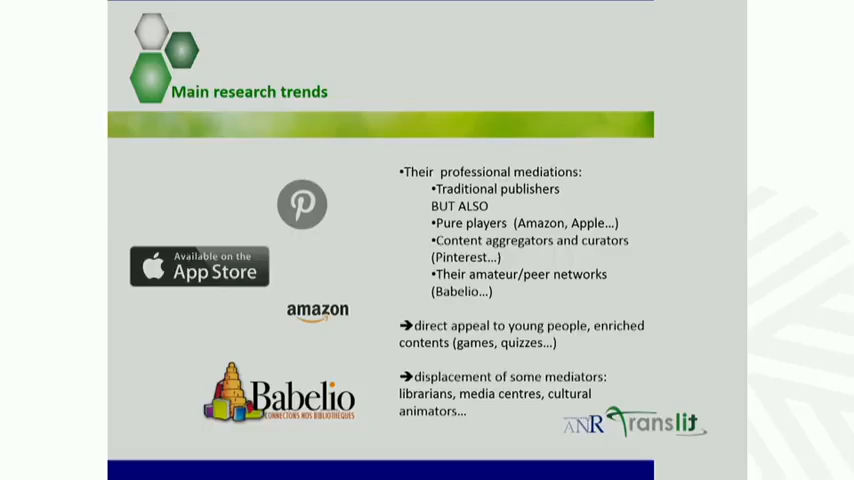 Main research trends
•Their professional mediations:
•Traditional publishers
BUT ALSO
•Pure players (Amazon, Apple…)
•Content aggregators and curators
(Pinterest…)
•Their amateur/peer networks
(Babelio…)
➔direct appeal to young people, enriched
contents (games, quizzes…)
➔displacement of some mediators:
librarians, media centres, cultural
animators…
Available on the
App Store
amazon
Babelio
CONNECTONS NOS BIBLIOTHÈQUES
ANR Translit